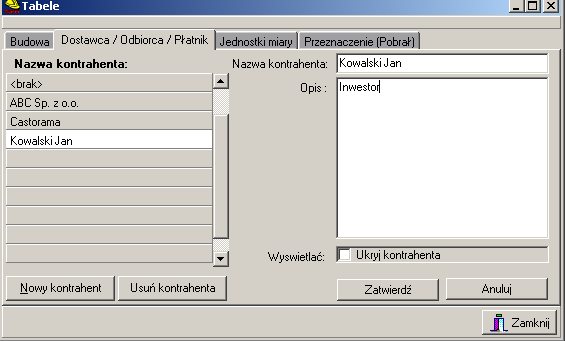 Tabele
Budowa Dostawca / Odbiorca / Płatnik Jednostki miary Przeznaczenie (Pobrał)
Nazwa kontrahenta: Nazwa kontrahenta: Kowalski Jan
<brak> Opis : Inwestor
ABC Sp. z o.o.
Castorama
Kowalski Jan
Wyswietlać: Ukryj kontrahenta
Nowy kontrahent Usuń kontrahenta Zatwierdź Anuluj
Zamknij